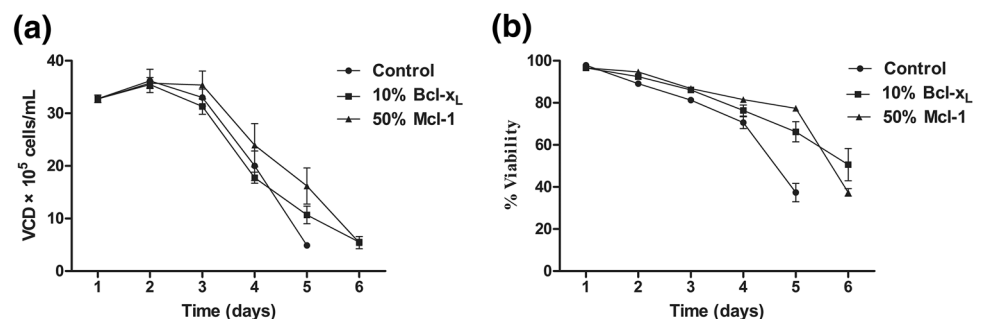 (a)
VCD × 10⁵ cells/mL
40
30
20
10
0
1 2 3 4 5 6
Time (days)
Control
10% Bcl-xL
50% Mcl-1
(b)
% Viability
100
80
60
40
20
0
1 2 3 4 5 6
Time (days)
Control
10% Bcl-xL
50% Mcl-1